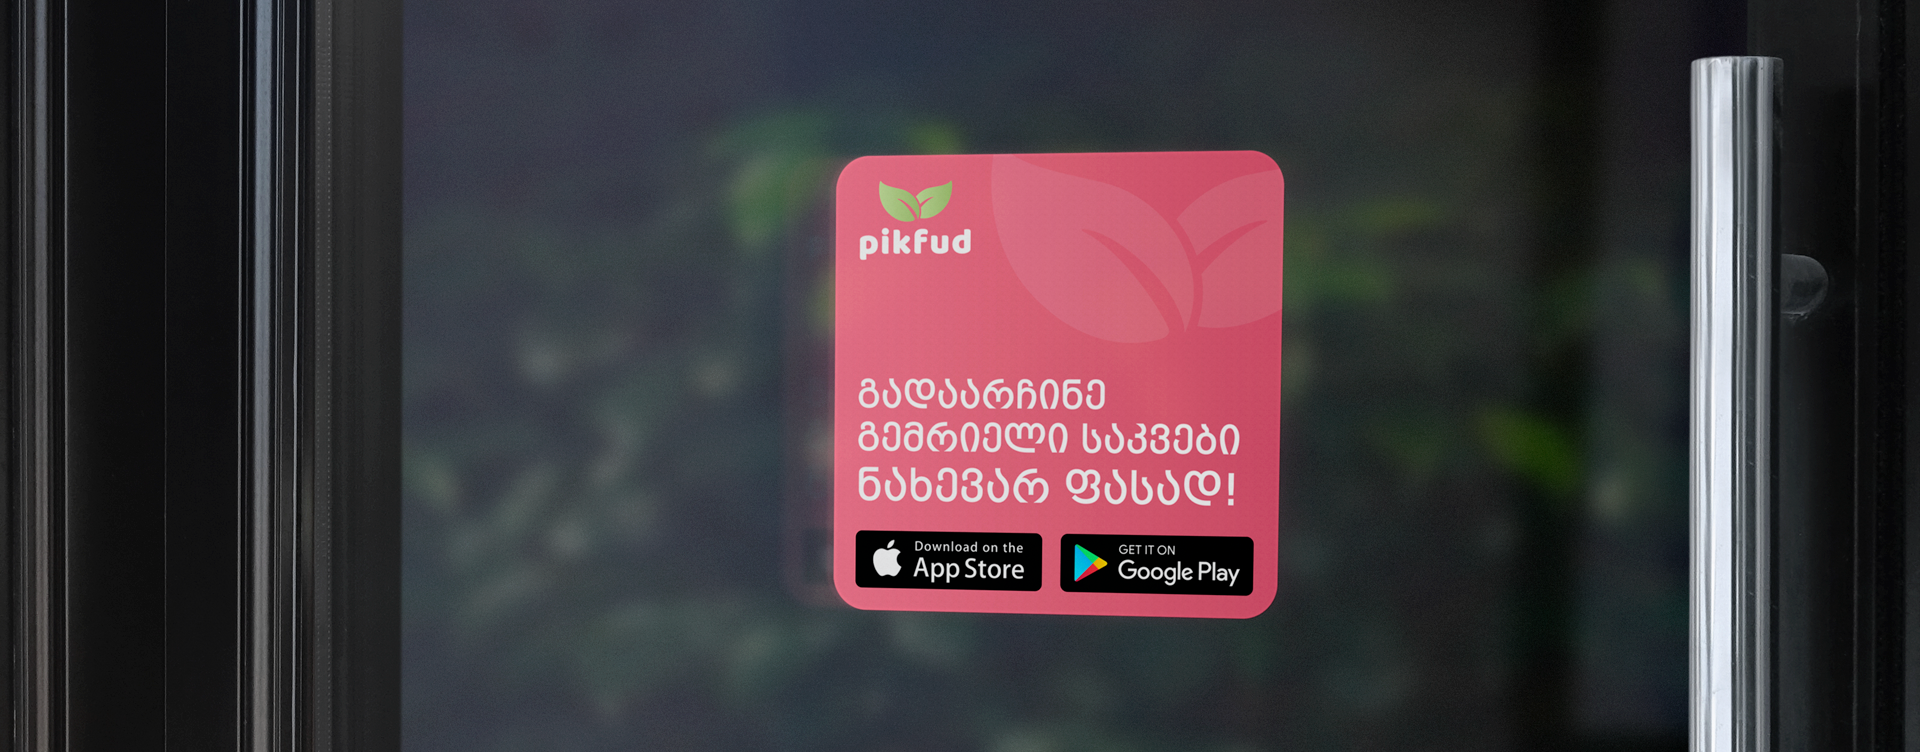 pikfud
გადაარჩინე
გემრიელი საკვები
ნახევარ ფასად!
Download on the
App Store
GET IT ON
Google Play